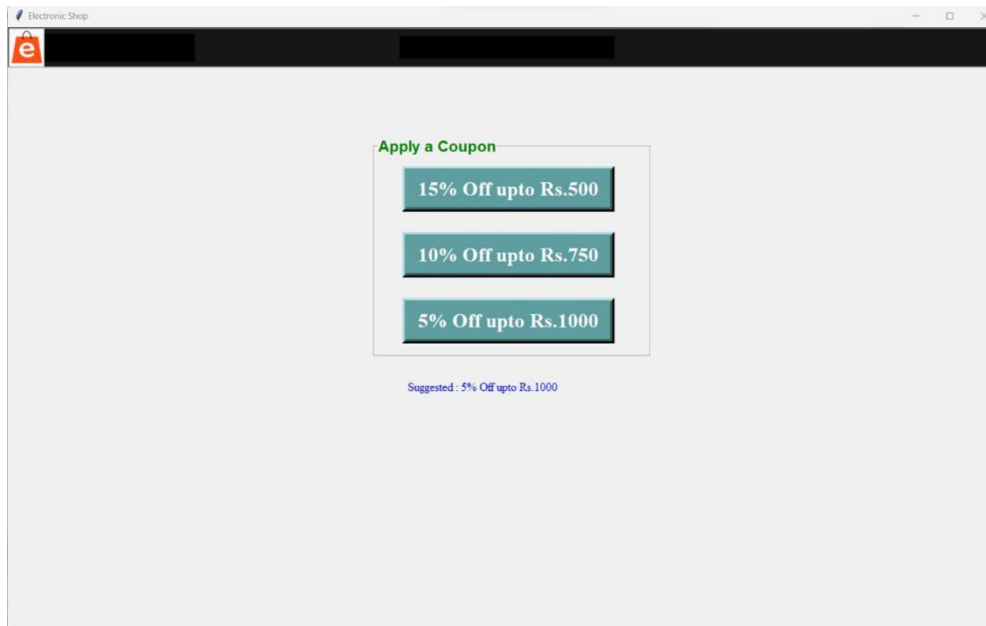 Electronic Shop
e
Apply a Coupon
15% Off upto Rs.500
10% Off upto Rs.750
5% Off upto Rs.1000
Suggested : 5% Off upto Rs.1000